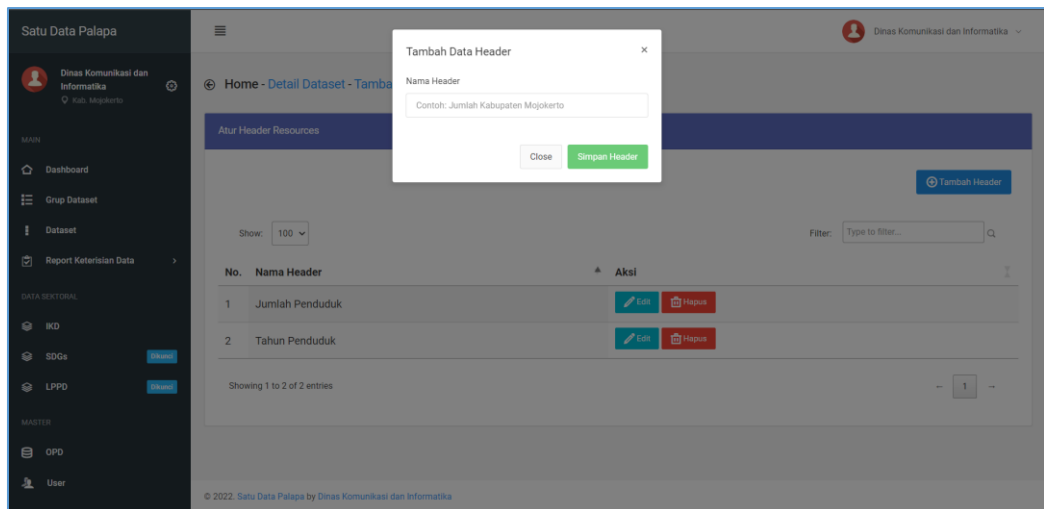 Satu Data Palapa
Dinas Komunikasi dan Informatika
Dinas Komunikasi dan
Informatika
Kab. Mojokerto
MAIN
Dashboard
Grup Dataset
Dataset
Report Keterisian Data
DATA SEKTORAL
IKD
SDGs
Dikunci
LPPD
Dikunci
MASTER
OPD
User
Home - Detail Dataset - Tamba
Tambah Data Header
×
Nama Header
Contoh: Jumlah Kabupaten Mojokerto
Close
Simpan Header
Atur Header Resources
Tambah Header
Show: 100
Filter: Type to filter...
No. Nama Header Aksi
1 Jumlah Penduduk Edit Hapus
2 Tahun Penduduk Edit Hapus
Showing 1 to 2 of 2 entries
← 1 →
© 2022. Satu Data Palapa by Dinas Komunikasi dan Informatika